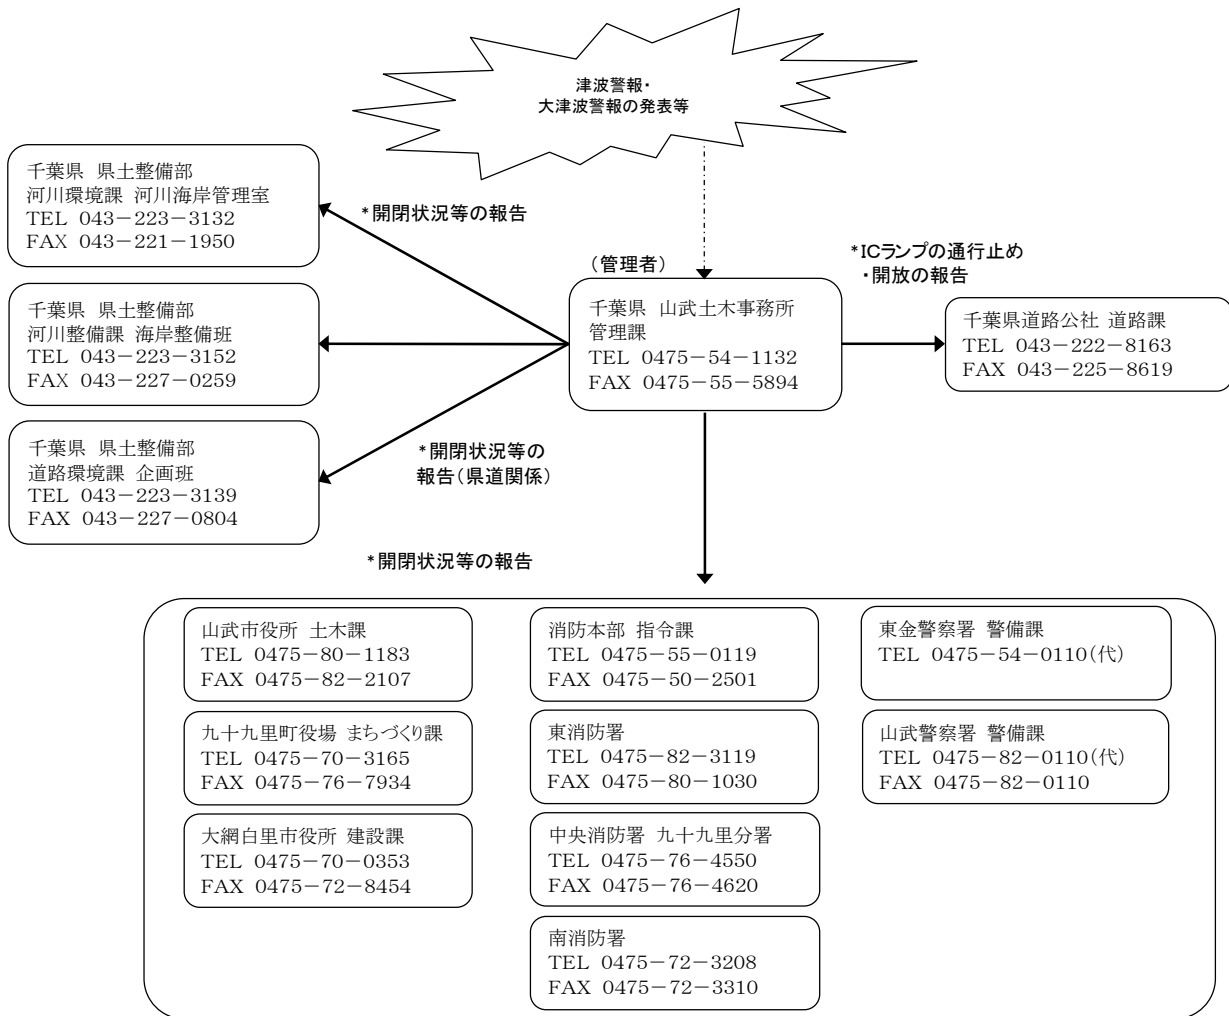 津波警報・
大津波警報の発表等
千葉県 県土整備部
河川環境課 河川海岸管理室
TEL 043-223-3132
FAX 043-221-1950
*開閉状況等の報告
(管理者)
千葉県 山武土木事務所
管理課
TEL 0475-54-1132
FAX 0475-55-5894
*ICランプの通行止め
・開放の報告
千葉県道路公社 道路課
TEL 043-222-8163
FAX 043-225-8619
千葉県 県土整備部
河川整備課 海岸整備班
TEL 043-223-3152
FAX 043-227-0259
千葉県 県土整備部
道路環境課 企画班
TEL 043-223-3139
FAX 043-227-0804
*開閉状況等の
報告(県道関係)
*開閉状況等の報告
山武市役所 土木課
TEL 0475-80-1183
FAX 0475-82-2107
九十九里町役場 まちづくり課
TEL 0475-70-3165
FAX 0475-76-7934
大網白里市役所 建設課
TEL 0475-70-0353
FAX 0475-72-8454
消防本部 指令課
TEL 0475-55-0119
FAX 0475-50-2501
東消防署
TEL 0475-82-3119
FAX 0475-80-1030
中央消防署 九十九里分署
TEL 0475-76-4550
FAX 0475-76-4620
南消防署
TEL 0475-72-3208
FAX 0475-72-3310
東金警察署 警備課
TEL 0475-54-0110(代)
山武警察署 警備課
TEL 0475-82-0110(代)
FAX 0475-82-0110